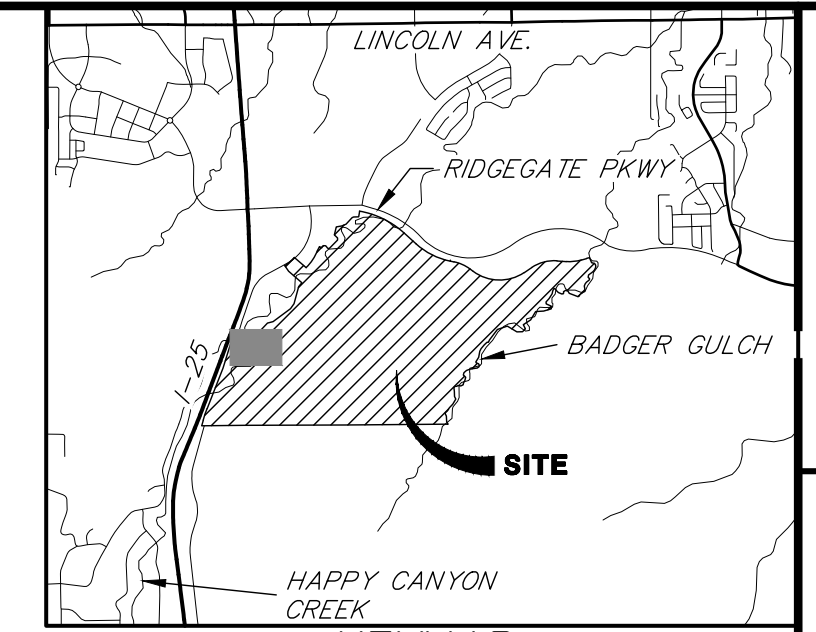 LINCOLN AVE.
RIDGEGATE PKWY
BADGER GULCH
I-25
SITE
HAPPY CANYON
CREEK